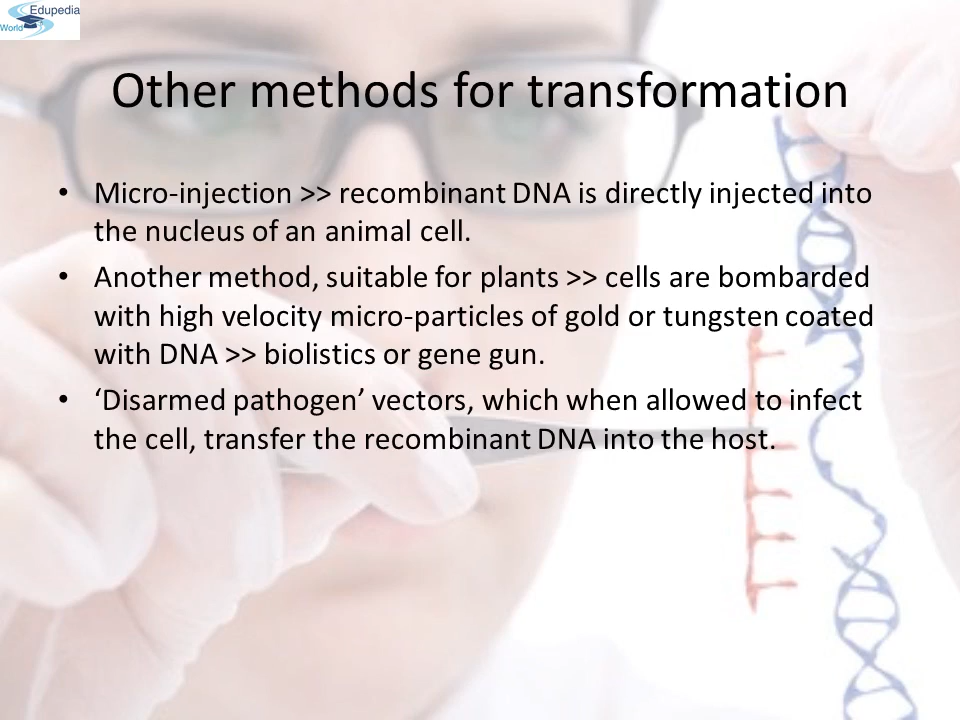 Edupedia
World
Other methods for transformation
• Micro-injection >> recombinant DNA is directly injected into
the nucleus of an animal cell.
• Another method, suitable for plants >> cells are bombarded
with high velocity micro-particles of gold or tungsten coated
with DNA >> biolistics or gene gun.
• ‘Disarmed pathogen’ vectors, which when allowed to infect
the cell, transfer the recombinant DNA into the host.